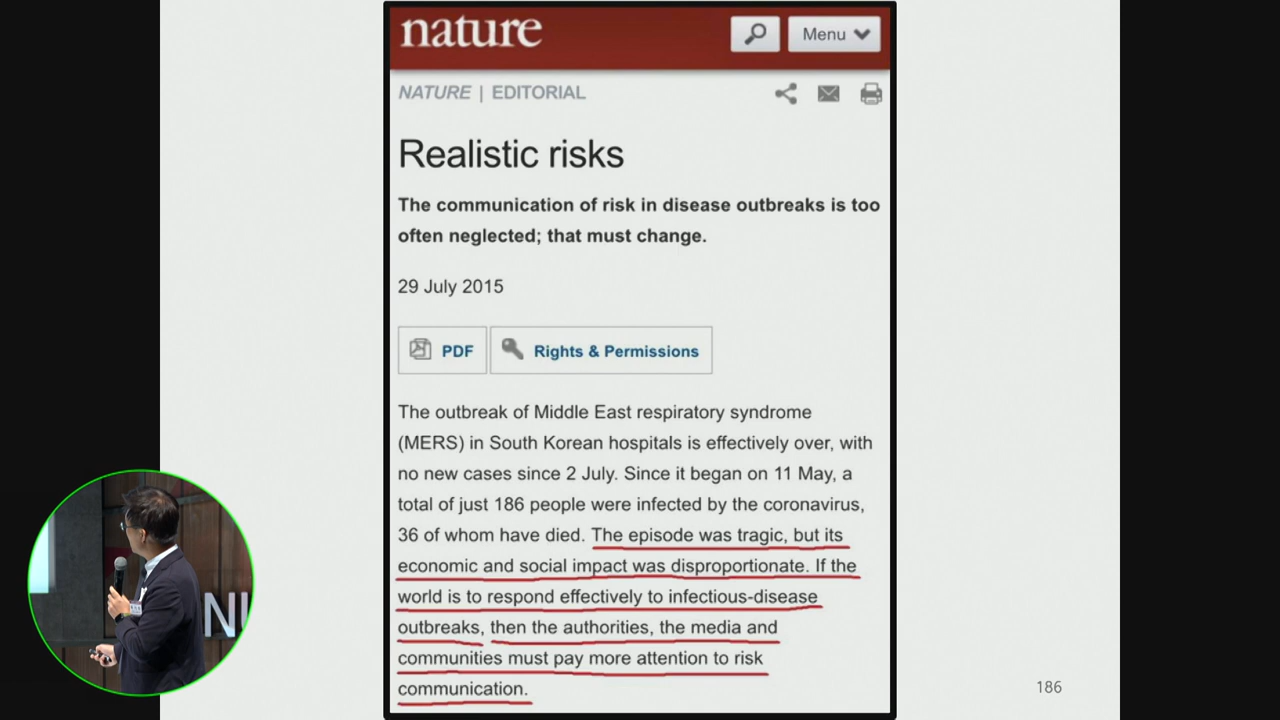 nature
Menu
NATURE | EDITORIAL
Realistic risks
The communication of risk in disease outbreaks is too
often neglected; that must change.
29 July 2015
PDF
Rights & Permissions
The outbreak of Middle East respiratory syndrome
(MERS) in South Korean hospitals is effectively over, with
no new cases since 2 July. Since it began on 11 May, a
total of just 186 people were infected by the coronavirus,
36 of whom have died. The episode was tragic, but its
economic and social impact was disproportionate. If the
world is to respond effectively to infectious-disease
outbreaks, then the authorities, the media and
communities must pay more attention to risk
communication.
186